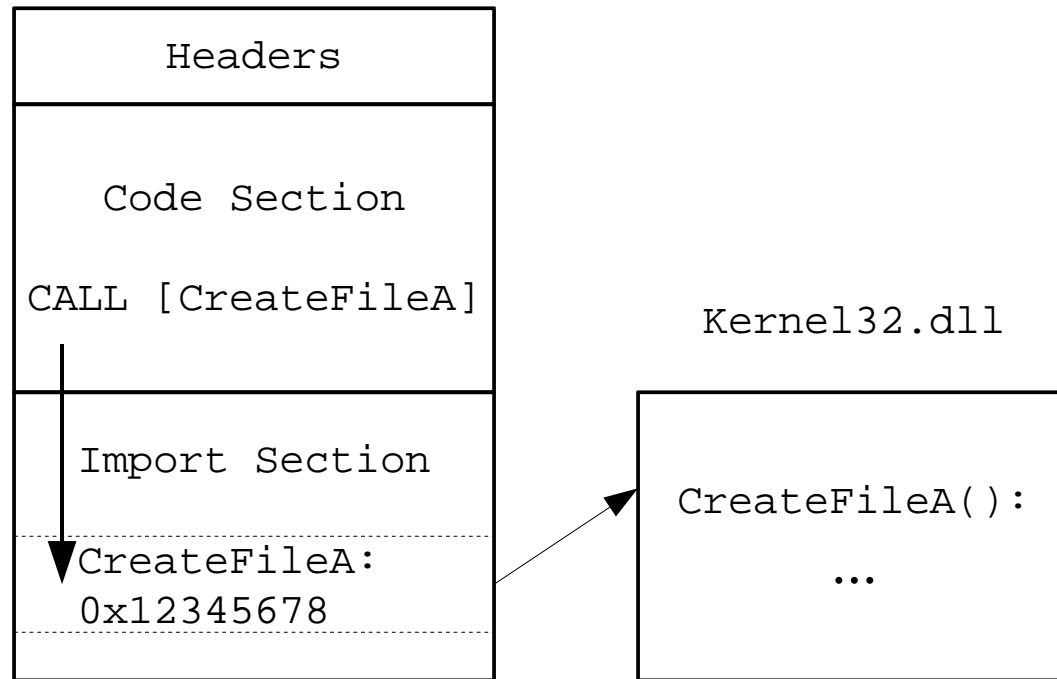 Headers
Code Section
CALL [CreateFileA]
Import Section
CreateFileA:
0x12345678
Kernel32.dll
CreateFileA():
...